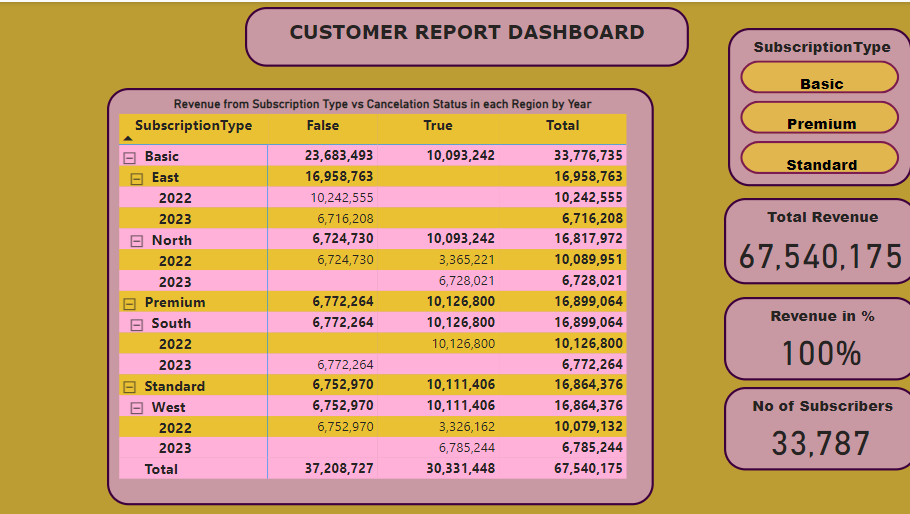 CUSTOMER REPORT DASHBOARD
Revenue from Subscription Type vs Cancelation Status in each Region by Year
SubscriptionType False True Total
Basic 23,683,493 10,093,242 33,776,735
East 16,958,763 16,958,763
2022 10,242,555 10,242,555
2023 6,716,208 6,716,208
North 6,724,730 10,093,242 16,817,972
2022 6,724,730 3,365,221 10,089,951
2023 6,728,021 6,728,021
Premium 6,772,264 10,126,800 16,899,064
South 6,772,264 10,126,800 16,899,064
2022 10,126,800 10,126,800
2023 6,772,264 6,772,264
Standard 6,752,970 10,111,406 16,864,376
West 6,752,970 10,111,406 16,864,376
2022 6,752,970 3,326,162 10,079,132
2023 6,785,244 6,785,244
Total 37,208,727 30,331,448 67,540,175
SubscriptionType
Basic
Premium
Standard
Total Revenue
67,540,175
Revenue in %
100%
No of Subscribers
33,787